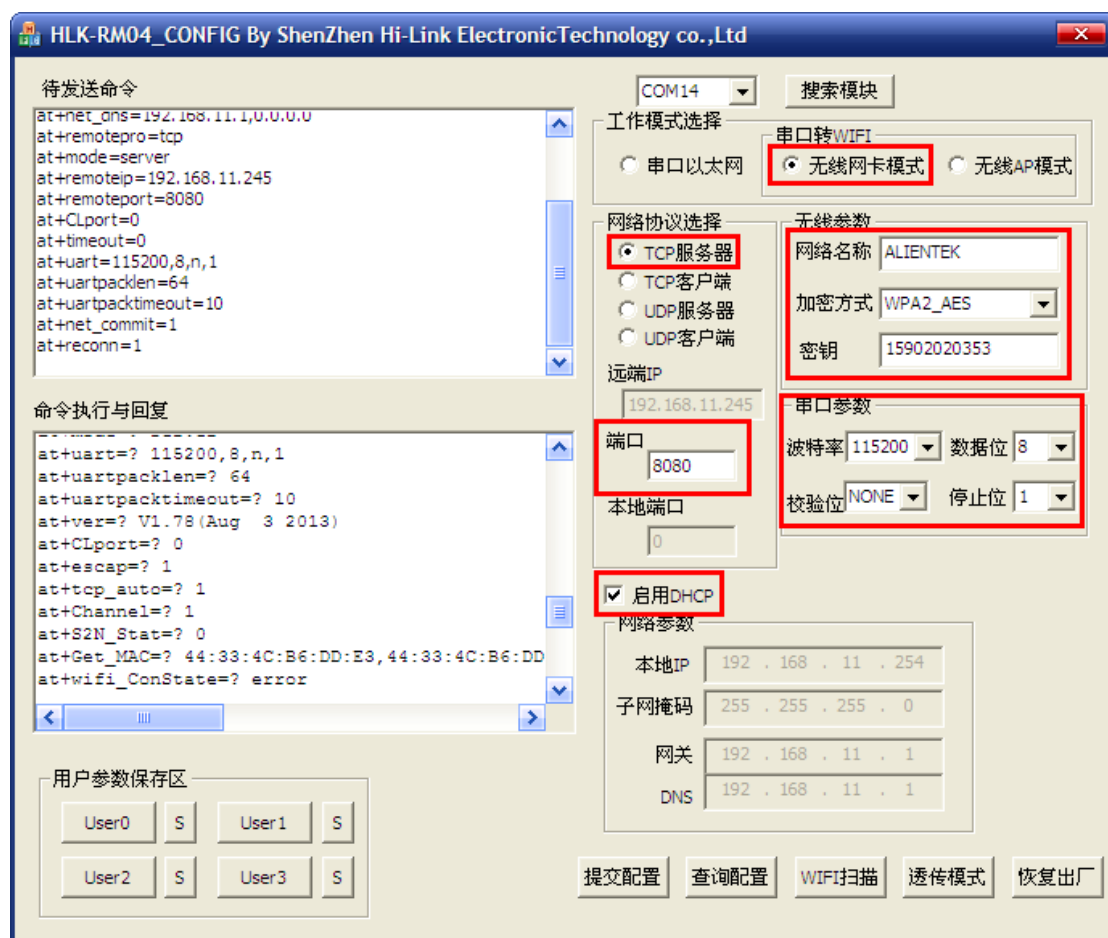 HLK-RM04_CONFIG By ShenZhen Hi-Link ElectronicTechnology co.,Ltd
待发送命令
at+net_dns=192.168.11.1,0.0.0.0
at+remotepro=tcp
at+mode=server
at+remoteip=192.168.11.245
at+remoteport=8080
at+CLport=0
at+timeout=0
at+uart=115200,8,n,1
at+uartpacklen=64
at+uartpacktimeout=10
at+net_commit=1
at+reconn=1
命令执行与回复
at+uart=? 115200,8,n,1
at+uartpacklen=? 64
at+uartpacktimeout=? 10
at+ver=? V1.78(Aug  3 2013)
at+CLport=? 0
at+escap=? 1
at+tcp_auto=? 1
at+Channel=? 1
at+S2N_Stat=? 0
at+Get_MAC=? 44:33:4C:B6:DD:E3,44:33:4C:B6:DD
at+wifi_ConState=? error
用户参数保存区
User0 S User1 S
User2 S User3 S
COM14 搜索模块
工作模式选择
串口转WIFI
串口以太网 无线网卡模式 无线AP模式
网络协议选择
TCP服务器
TCP客户端
UDP服务器
UDP客户端
远端IP
192.168.11.245
端口
8080
本地端口
0
无线参数
网络名称 ALIENTEK
加密方式 WPA2_AES
密钥 15902020353
串口参数
波特率 115200 数据位 8
校验位 NONE 停止位 1
启用DHCP
网络参数
本地IP 192 . 168 . 11 . 254
子网掩码 255 . 255 . 255 . 0
网关 192 . 168 . 11 . 1
DNS 192 . 168 . 11 . 1
提交配置 查询配置 WIFI扫描 透传模式 恢复出厂